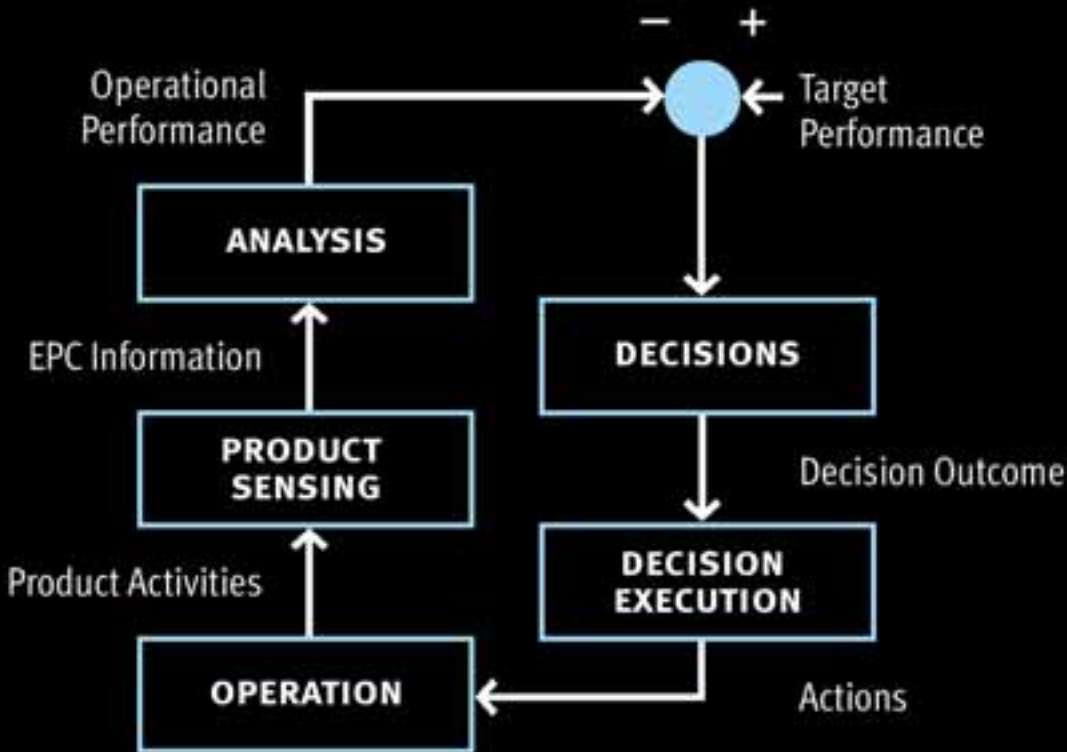 − +
Operational
Performance
Target
Performance
ANALYSIS
EPC Information
DECISIONS
PRODUCT
SENSING
Decision Outcome
Product Activities
DECISION
EXECUTION
OPERATION
Actions